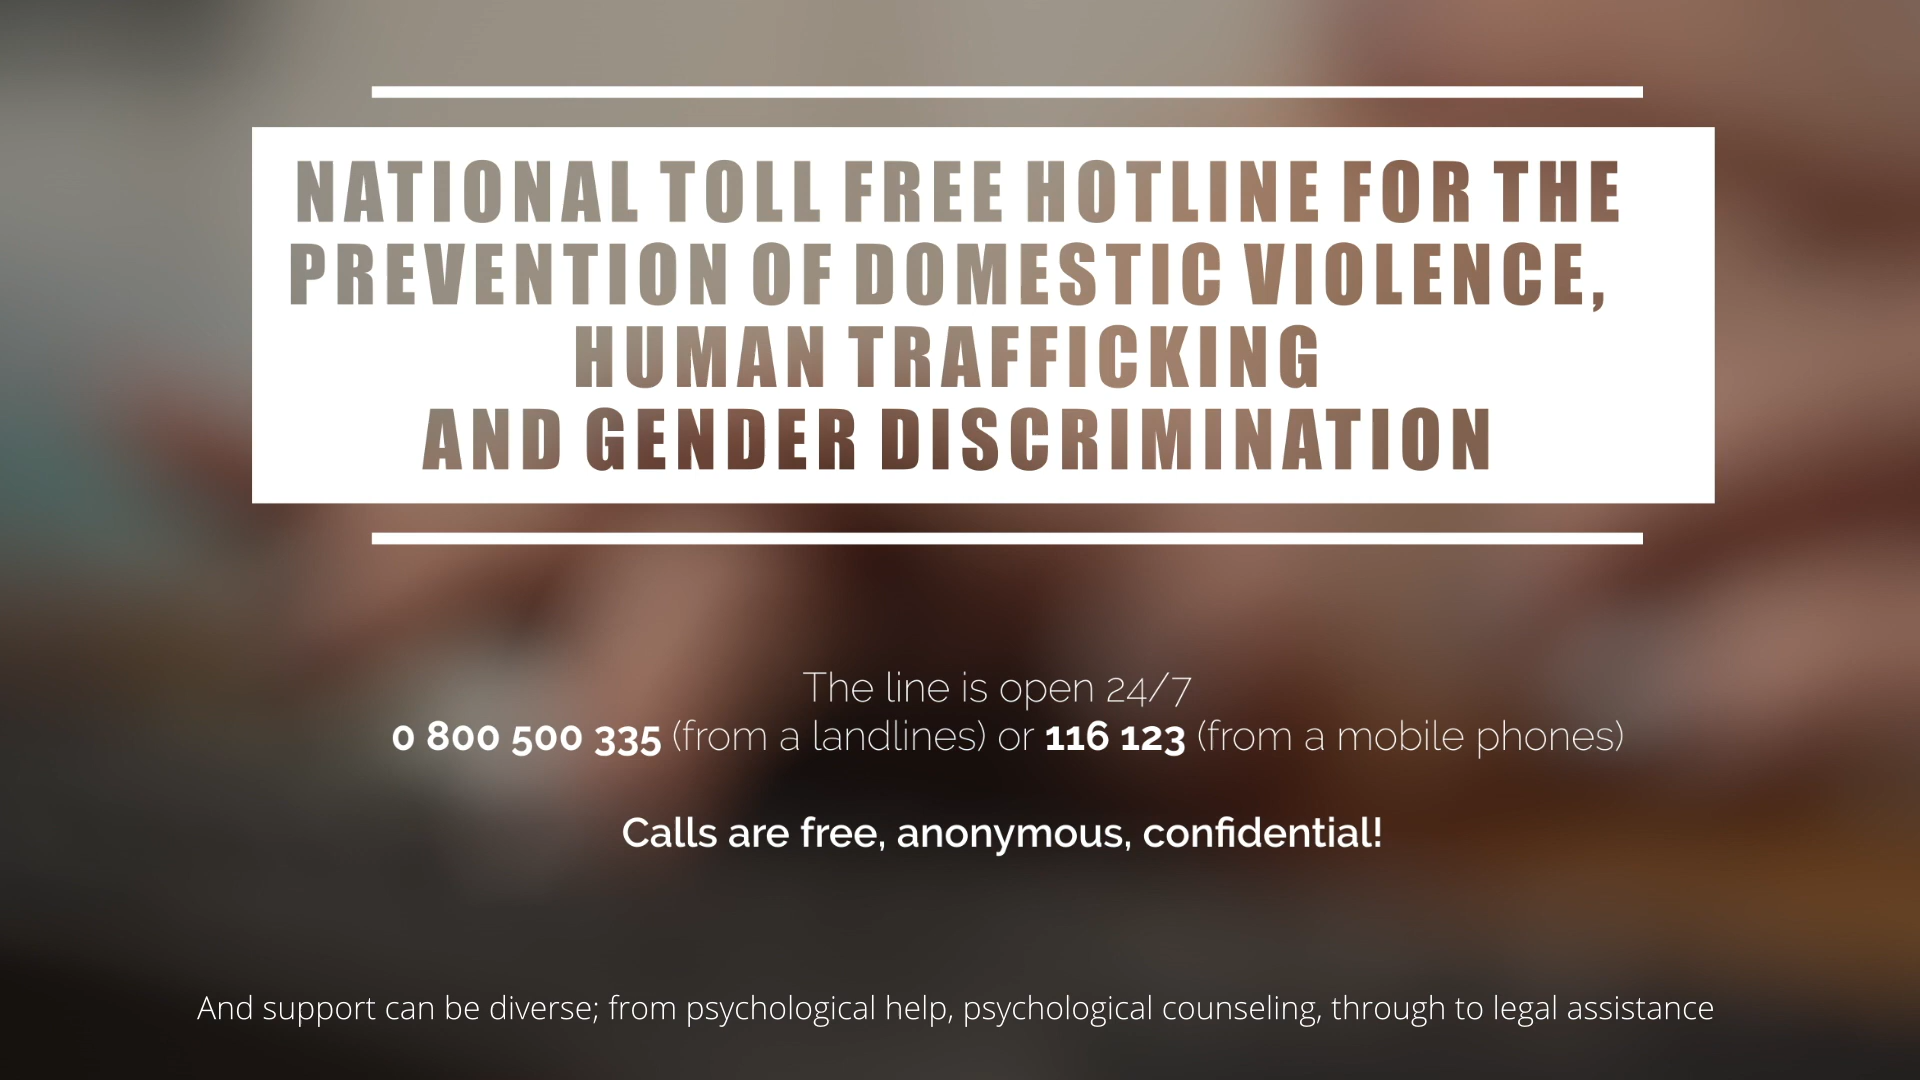 NATIONAL TOLL FREE HOTLINE FOR THE
PREVENTION OF DOMESTIC VIOLENCE,
HUMAN TRAFFICKING
AND GENDER DISCRIMINATION
The line is open 24/7
0 800 500 335 (from a landlines) or 116 123 (from a mobile phones)
Calls are free, anonymous, confidential!
And support can be diverse; from psychological help, psychological counseling, through to legal assistance